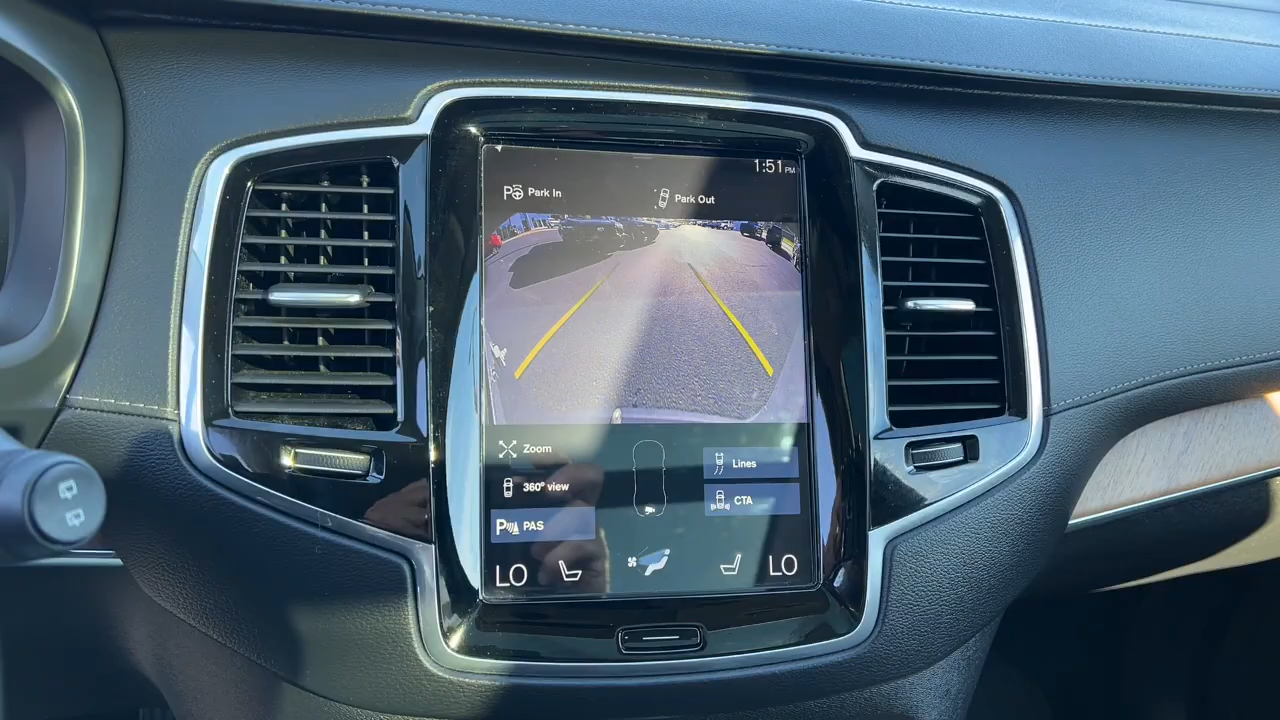 1:51 PM
Park In
Park Out
Zoom
Lines
360° view
CTA
P PAS
LO
LO